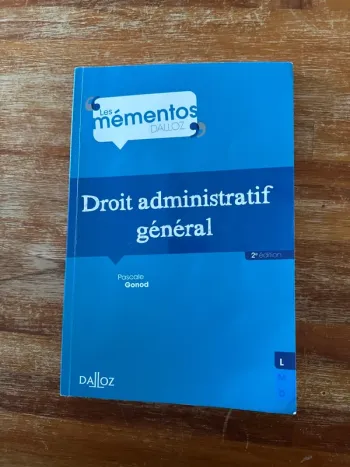 Les
mémentos
DALLOZ
Droit administratif
général
2e édition
Pascale
Gonod
L
M
D
DALLOZ